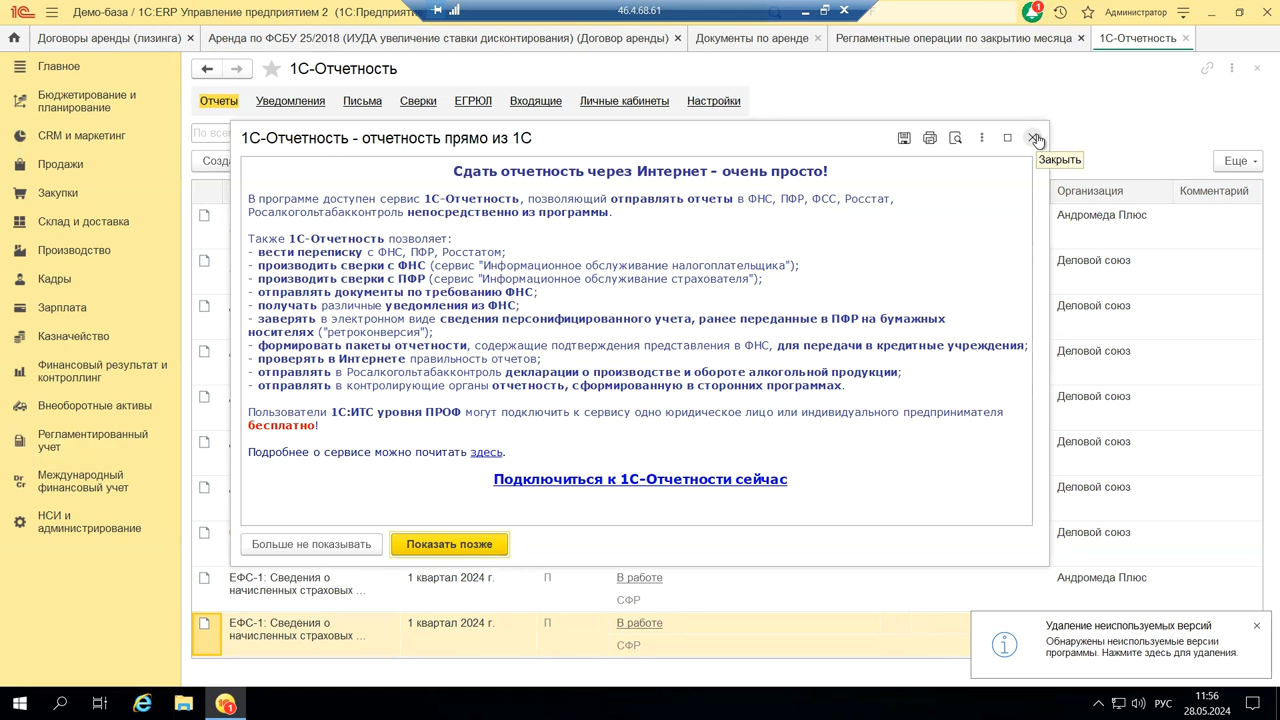 Демо-база / 1С:ERP Управление предприятием 2 (1С:Предприяти
46.4.68.61
1
Администратор
Договоры аренды (лизинга)
Аренда по ФСБУ 25/2018 (ИУДА увеличение ставки дисконтирования) (Договор аренды)
Документы по аренде
Регламентные операции по закрытию месяца
1С-Отчетность
Главное
Бюджетирование и
планирование
CRM и маркетинг
Продажи
Закупки
Склад и доставка
Производство
Кадры
Зарплата
Казначейство
Финансовый результат и
контроллинг
Внеоборотные активы
Регламентированный
учет
Международный
финансовый учет
НСИ и
администрирование
1С-Отчетность
Отчеты
Уведомления
Письма
Сверки
ЕГРЮЛ
Входящие
Личные кабинеты
Настройки
По всем
Созд
Еще
Организация
Комментарий
Андромеда Плюс
Деловой союз
Деловой союз
Деловой союз
Деловой союз
Деловой союз
Деловой союз
Деловой союз
1С-Отчетность - отчетность прямо из 1С
Закрыть
Сдать отчетность через Интернет - очень просто!
В программе доступен сервис 1С-Отчетность, позволяющий отправлять отчеты в ФНС, ПФР, ФСС, Росстат,
Росалкогольтабакконтроль непосредственно из программы.
Также 1С-Отчетность позволяет:
- вести переписку с ФНС, ПФР, Росстатом;
- производить сверки с ФНС (сервис "Информационное обслуживание налогоплательщика");
- производить сверки с ПФР (сервис "Информационное обслуживание страхователя");
- отправлять документы по требованию ФНС;
- получать различные уведомления из ФНС;
- заверять в электронном виде сведения персонифицированного учета, ранее переданные в ПФР на бумажных
носителях ("ретроконверсия");
- формировать пакеты отчетности, содержащие подтверждения представления в ФНС, для передачи в кредитные учреждения;
- проверять в Интернете правильность отчетов;
- отправлять в Росалкогольтабакконтроль декларации о производстве и обороте алкогольной продукции;
- отправлять в контролирующие органы отчетность, сформированную в сторонних программах.
Пользователи 1С:ИТС уровня ПРОФ могут подключить к сервису одно юридическое лицо или индивидуального предпринимателя
бесплатно!
Подробнее о сервисе можно почитать здесь.
Подключиться к 1С-Отчетности сейчас
Больше не показывать
Показать позже
ЕФС-1: Сведения о
начисленных страховых ...
1 квартал 2024 г.
П
В работе
СФР
Андромеда Плюс
ЕФС-1: Сведения о
начисленных страховых ...
1 квартал 2024 г.
П
В работе
СФР
Удаление неиспользуемых версий
Обнаружены неиспользуемые версии
программы. Нажмите здесь для удаления.
1
РУС
11:56
28.05.2024